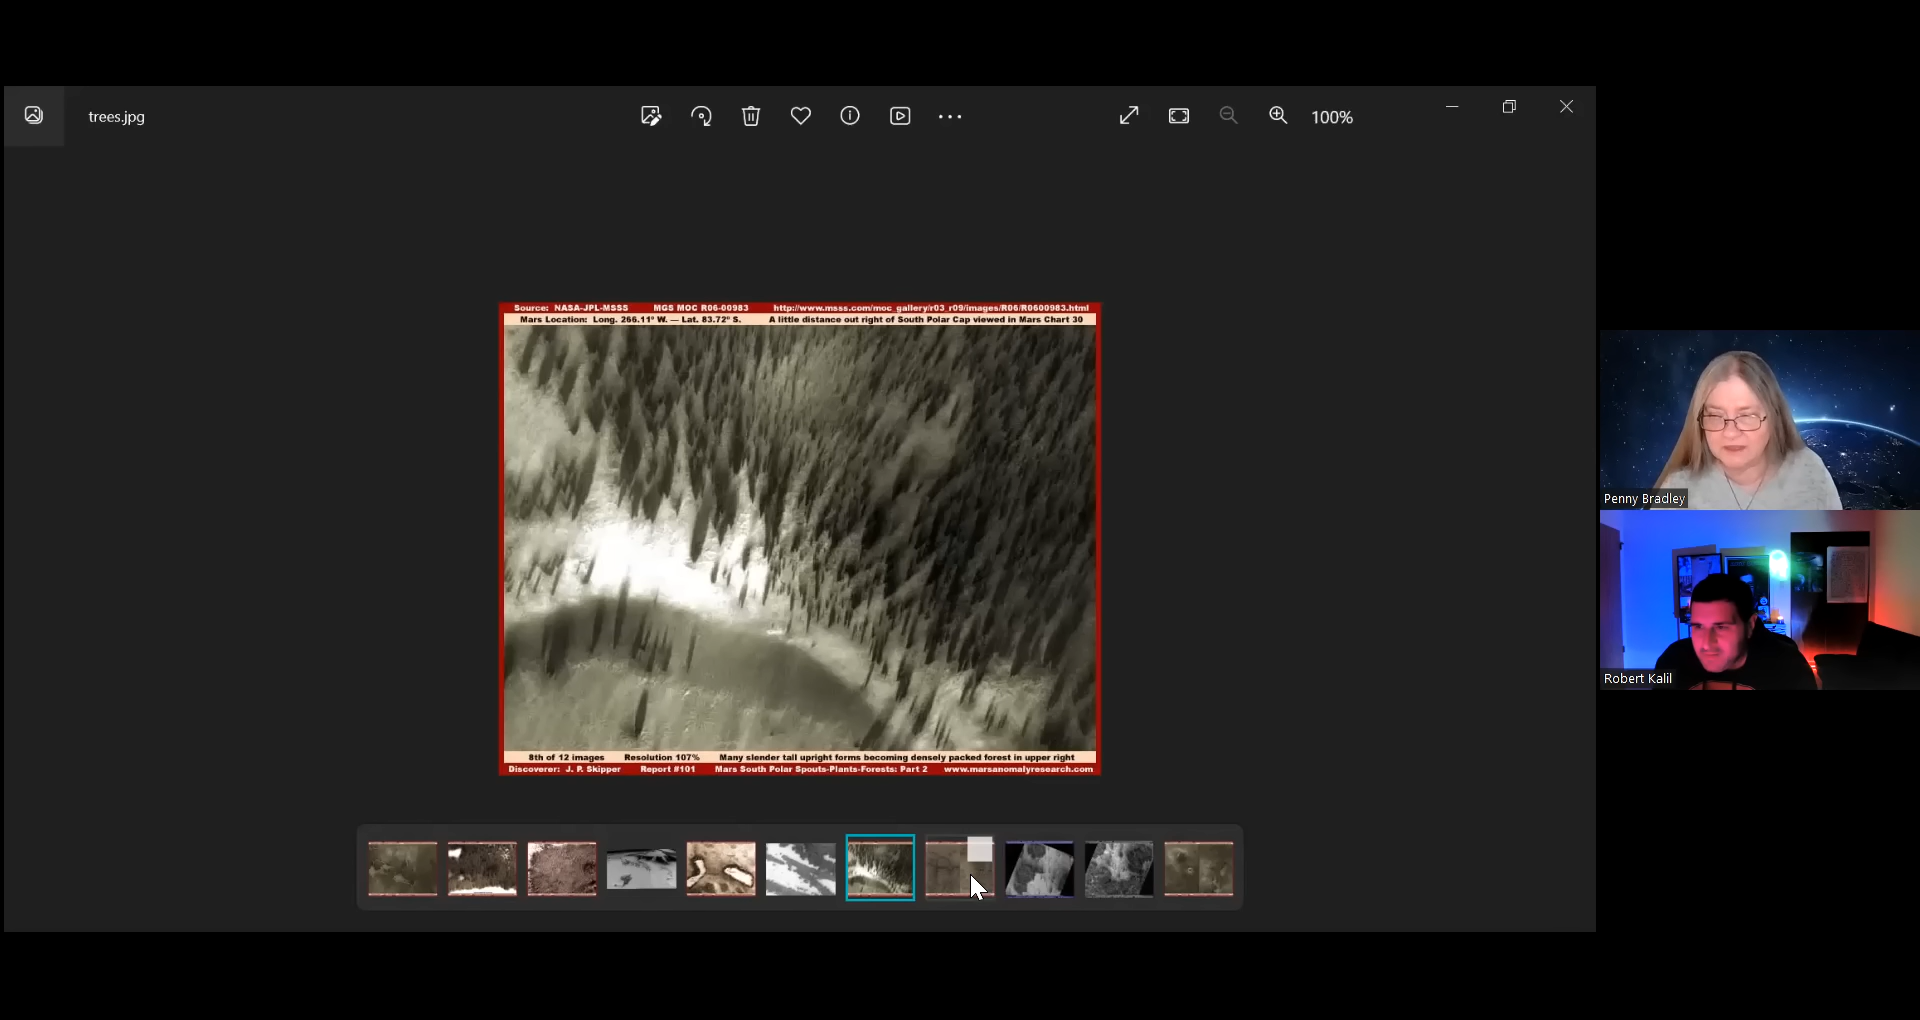 trees.jpg
100%
Source: NASA-JPL-MSSS MGS MOC R06-00983 http://www.msss.com/moc_gallery/r03_r09/images/R06/R0600983.html
Mars Location: Long. 266.11° W. — Lat. 83.72° S. A little distance out right of South Polar Cap viewed in Mars Chart 30
8th of 12 images Resolution 107% Many slender tall upright forms becoming densely packed forest in upper right
Discoverer: J. P. Skipper Report #101 Mars South Polar Spouts-Plants-Forests: Part 2 www.marsanomalyresearch.com
Penny Bradley
Robert Kalil